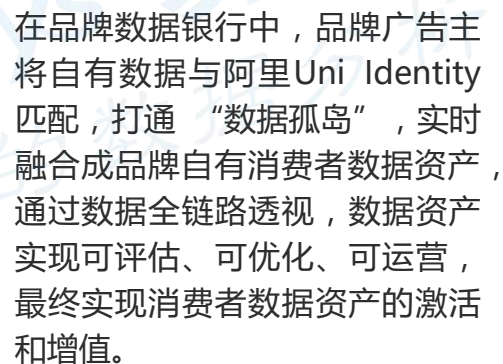 在品牌数据银行中，品牌广告主
将自有数据与阿里Uni Identity
匹配，打通 “数据孤岛”，实时
融合成品牌自有消费者数据资产，
通过数据全链路透视，数据资产
实现可评估、可优化、可运营，
最终实现消费者数据资产的激活
和增值。